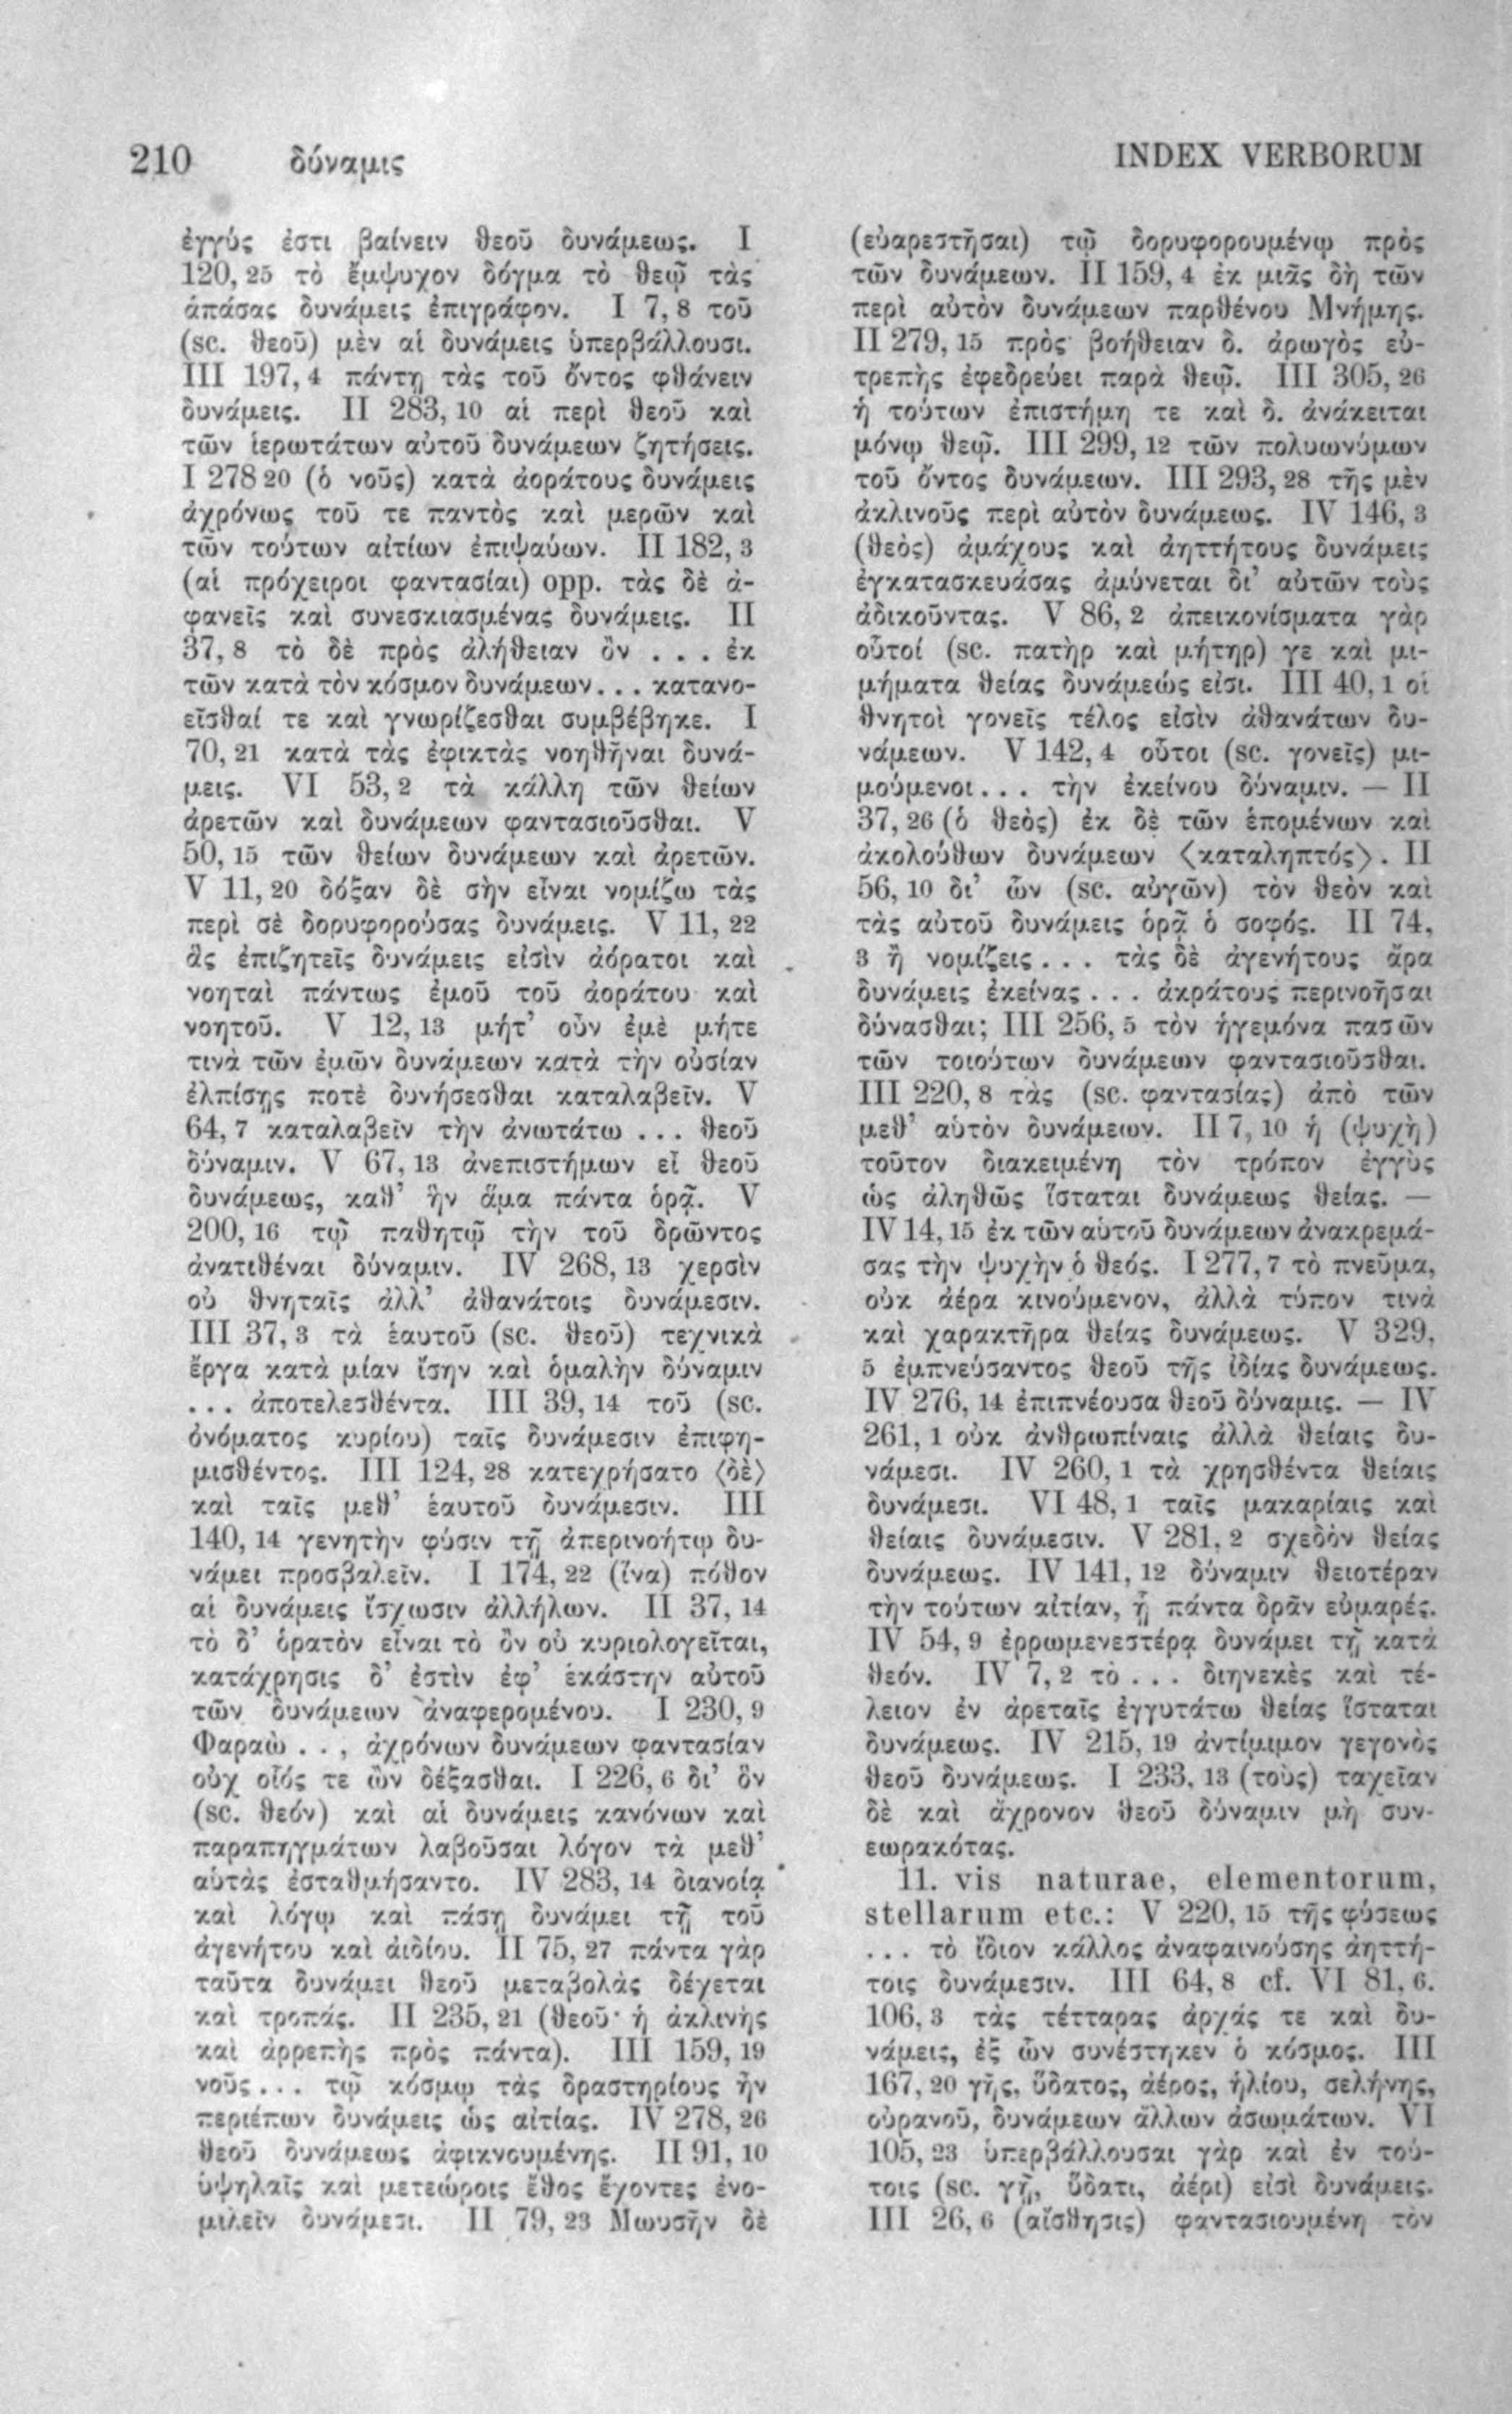 210 δύναμις INDEX VERBORUM
ἐγγύς ἐστι βαίνειν θεοῦ δυνάμεως. I
120, 25 τὸ ἔμψυχον δόγμα τὸ θεῷ τὰς
ἁπάσας δυνάμεις ἐπιγράφον. I 7, 8 τοῦ
(sc. θεοῦ) μὲν αἱ δυνάμεις ὑπερβάλλουσι.
III 197, 4 πάντῃ τὰς τοῦ ὄντος φθάνειν
δυνάμεις. II 283, 10 αἱ περὶ θεοῦ καὶ
τῶν ἱερωτάτων αὐτοῦ δυνάμεων ζητήσεις.
I 278 20 (ὁ νοῦς) κατὰ ἀοράτους δυνάμεις
ἀχρόνως τοῦ τε παντὸς καὶ μερῶν καὶ
τῶν τούτων αἰτίων ἐπιψαύων. II 182, 3
(αἱ πρόχειροι φαντασίαι) opp. τὰς δὲ ἀ-
φανεῖς καὶ συνεσκιασμένας δυνάμεις. II
37, 8 τὸ δὲ πρὸς ἀλήθειαν ὂν . . . ἐκ
τῶν κατὰ τὸν κόσμον δυνάμεων . . . κατανο-
εῖσθαί τε καὶ γνωρίζεσθαι συμβέβηκε. I
70, 21 κατὰ τὰς ἐφικτὰς νοηθῆναι δυνά-
μεις. VI 53, 2 τὰ κάλλη τῶν θείων
ἀρετῶν καὶ δυνάμεων φαντασιοῦσθαι. V
50, 15 τῶν θείων δυνάμεων καὶ ἀρετῶν.
V 11, 20 δόξαν δὲ σὴν εἶναι νομίζω τὰς
περὶ σὲ δορυφορούσας δυνάμεις. V 11, 22
ἃς ἐπιζητεῖς δυνάμεις εἰσὶν ἀόρατοι καὶ
νοηταὶ πάντως ἐμοῦ τοῦ ἀοράτου καὶ
νοητοῦ. V 12, 13 μήτ’ οὖν ἐμὲ μήτε
τινὰ τῶν ἐμῶν δυνάμεων κατὰ τὴν οὐσίαν
ἐλπίσῃς ποτὲ δυνήσεσθαι καταλαβεῖν. V
64, 7 καταλαβεῖν τὴν ἀνωτάτω . . . θεοῦ
δύναμιν. V 67, 13 ἀνεπιστήμων εἶ θεοῦ
δυνάμεως, καθ’ ἣν ἅμα πάντα ὁρᾷ. V
200, 16 τῷ παθητῷ τὴν τοῦ δρῶντος
ἀνατιθέναι δύναμιν. IV 268, 13 χερσὶν
οὐ θνηταῖς ἀλλ’ ἀθανάτοις δυνάμεσιν.
III 37, 3 τὰ ἑαυτοῦ (sc. θεοῦ) τεχνικὰ
ἔργα κατὰ μίαν ἴσην καὶ ὁμαλὴν δύναμιν
. . . ἀποτελεσθέντα. III 39, 14 τοῦ (sc.
ὀνόματος κυρίου) ταῖς δυνάμεσιν ἐπιφη-
μισθέντος. III 124, 28 κατεχρήσατο ⟨δὲ⟩
καὶ ταῖς μεθ’ ἑαυτοῦ δυνάμεσιν. III
140, 14 γενητὴν φύσιν τῇ ἀπερινοήτῳ δυ-
νάμει προσβαλεῖν. I 174, 22 (ἵνα) πόθον
αἱ δυνάμεις ἴσχωσιν ἀλλήλων. II 37, 14
τὸ δ’ ὁρατὸν εἶναι τὸ ὂν οὐ κυριολογεῖται,
κατάχρησις δ’ ἐστὶν ἐφ’ ἑκάστην αὐτοῦ
τῶν δυνάμεων ἀναφερομένου. I 230, 9
Φαραὼ . . , ἀχρόνων δυνάμεων φαντασίαν
οὐχ οἷός τε ὢν δέξασθαι. I 226, 6 δι’ ὃν
(sc. θεόν) καὶ αἱ δυνάμεις κανόνων καὶ
παραπηγμάτων λαβοῦσαι λόγον τὰ μεθ’
αὑτὰς ἐσταθμήσαντο. IV 283, 14 διανοίᾳ
καὶ λόγῳ καὶ πάσῃ δυνάμει τῇ τοῦ
ἀγενήτου καὶ ἀιδίου. II 75, 27 πάντα γὰρ
ταῦτα δυνάμει θεοῦ μεταβολὰς δέχεται
καὶ τροπάς. II 235, 21 (θεοῦ· ἡ ἀκλινὴς
καὶ ἀρρεπὴς πρὸς πάντα). III 159, 19
νοῦς . . . τῷ κόσμῳ τὰς δραστηρίους ἦν
περιέπων δυνάμεις ὡς αἰτίας. IV 278, 26
θεοῦ δυνάμεως ἀφικνουμένης. II 91, 10
ὑψηλαῖς καὶ μετεώροις ἔθος ἔχοντες ἐνο-
μιλεῖν δυνάμεσι. II 79, 23 Μωυσῆν δὲ
(εὐαρεστῆσαι) τῷ δορυφορουμένῳ πρὸς
τῶν δυνάμεων. II 159, 4 ἐκ μιᾶς δὴ τῶν
περὶ αὐτὸν δυνάμεων παρθένου Μνήμης.
II 279, 15 πρὸς βοήθειαν δ. ἀρωγὸς εὐ-
τρεπὴς ἐφεδρεύει παρὰ θεῷ. III 305, 26
ἡ τούτων ἐπιστήμη τε καὶ δ. ἀνάκειται
μόνῳ θεῷ. III 299, 12 τῶν πολυωνύμων
τοῦ ὄντος δυνάμεων. III 293, 28 τῆς μὲν
ἀκλινοῦς περὶ αὐτὸν δυνάμεως. IV 146, 3
(θεὸς) ἀμάχους καὶ ἀηττήτους δυνάμεις
ἐγκατασκευάσας ἀμύνεται δι’ αὐτῶν τοὺς
ἀδικοῦντας. V 86, 2 ἀπεικονίσματα γὰρ
οὗτοί (sc. πατὴρ καὶ μήτηρ) γε καὶ μι-
μήματα θείας δυνάμεώς εἰσι. III 40, 1 οἱ
θνητοὶ γονεῖς τέλος εἰσὶν ἀθανάτων δυ-
νάμεων. V 142, 4 οὗτοι (sc. γονεῖς) μι-
μούμενοι . . . τὴν ἐκείνου δύναμιν. — II
37, 26 (ὁ θεὸς) ἐκ δὲ τῶν ἑπομένων καὶ
ἀκολούθων δυνάμεων ⟨καταληπτός⟩. II
56, 10 δι’ ὧν (sc. αὐγῶν) τὸν θεὸν καὶ
τὰς αὐτοῦ δυνάμεις ὁρᾷ ὁ σοφός. II 74,
3 ἢ νομίζεις . . . τὰς δὲ ἀγενήτους ἄρα
δυνάμεις ἐκείνας . . . ἀκράτους περινοῆσαι
δύνασθαι; III 256, 5 τὸν ἡγεμόνα πασῶν
τῶν τοιούτων δυνάμεων φαντασιοῦσθαι.
III 220, 8 τὰς (sc. φαντασίας) ἀπὸ τῶν
μεθ’ αὑτὸν δυνάμεων. II 7, 10 ἡ (ψυχὴ)
τοῦτον διακειμένη τὸν τρόπον ἐγγὺς
ὡς ἀληθῶς ἵσταται δυνάμεως θείας. —
IV 14, 15 ἐκ τῶν αὑτοῦ δυνάμεων ἀνακρεμά-
σας τὴν ψυχὴν ὁ θεός. I 277, 7 τὸ πνεῦμα,
οὐκ ἀέρα κινούμενον, ἀλλὰ τύπον τινὰ
καὶ χαρακτῆρα θείας δυνάμεως. V 329,
5 ἐμπνεύσαντος θεοῦ τῆς ἰδίας δυνάμεως.
IV 276, 14 ἐπιπνέουσα θεοῦ δύναμις. — IV
261, 1 οὐκ ἀνθρωπίναις ἀλλὰ θείαις δυ-
νάμεσι. IV 260, 1 τὰ χρησθέντα θείαις
δυνάμεσι. VI 48, 1 ταῖς μακαρίαις καὶ
θείαις δυνάμεσιν. V 281, 2 σχεδὸν θείας
δυνάμεως. IV 141, 12 δύναμιν θειοτέραν
τὴν τούτων αἰτίαν, ᾗ πάντα δρᾶν εὐμαρές.
IV 54, 9 ἐρρωμενεστέρᾳ δυνάμει τῇ κατὰ
θεόν. IV 7, 2 τὸ . . . διηνεκὲς καὶ τέ-
λειον ἐν ἀρεταῖς ἐγγυτάτω θείας ἵσταται
δυνάμεως. IV 215, 19 ἀντίμιμον γεγονὸς
θεοῦ δυνάμεως. I 233, 13 (τοὺς) ταχεῖαν
δὲ καὶ ἄχρονον θεοῦ δύναμιν μὴ συν-
εωρακότας.
11. vis naturae, elementorum,
stellarum etc.: V 220, 15 τῆς φύσεως
. . . τὸ ἴδιον κάλλος ἀναφαινούσης ἀηττή-
τοις δυνάμεσιν. III 64, 8 cf. VI 81, 6.
106, 3 τὰς τέτταρας ἀρχάς τε καὶ δυ-
νάμεις, ἐξ ὧν συνέστηκεν ὁ κόσμος. III
167, 20 γῆς, ὕδατος, ἀέρος, ἡλίου, σελήνης,
οὐρανοῦ, δυνάμεων ἄλλων ἀσωμάτων. VI
105, 23 ὑπερβάλλουσαι γὰρ καὶ ἐν τού-
τοις (sc. γῇ, ὕδατι, ἀέρι) εἰσὶ δυνάμεις.
III 26, 6 (αἴσθησις) φαντασιουμένη τὸν